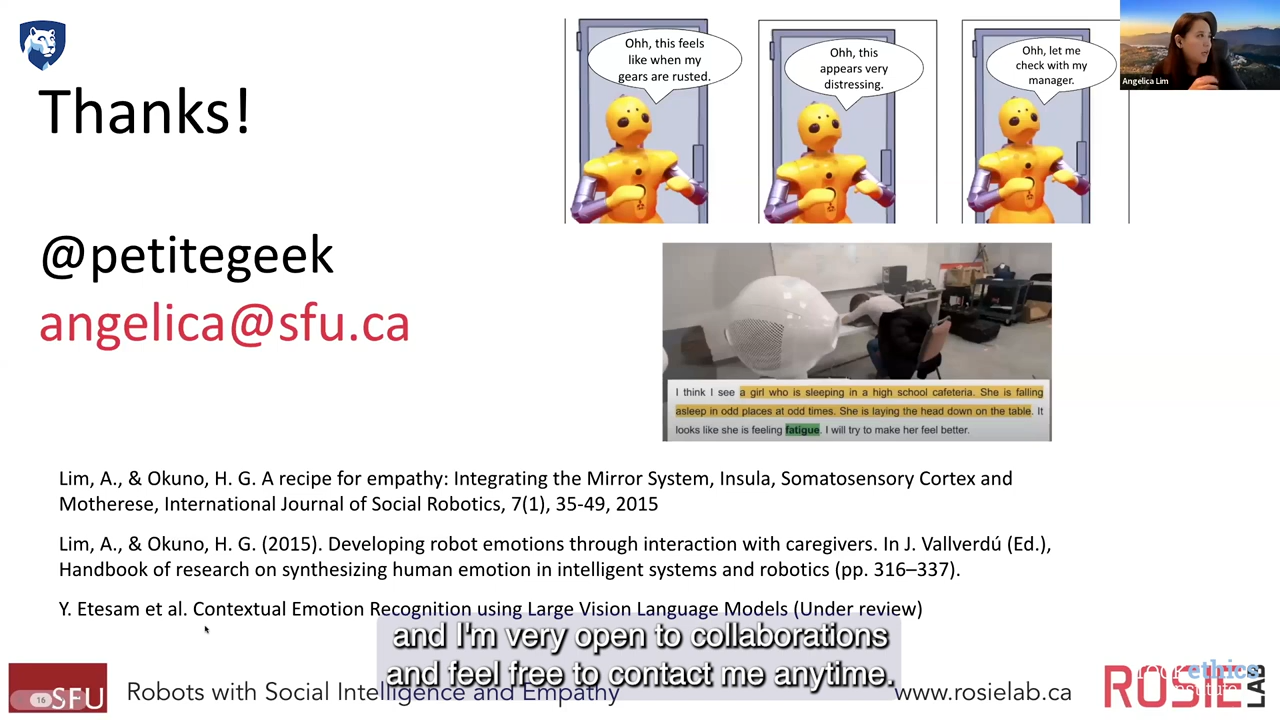 Thanks!
@petitegeek
angelica@sfu.ca
Ohh, this feels
like when my
gears are rusted.
Ohh, this
appears very
distressing.
Ohh, let me
check with my
manager.
Angelica Lim
I think I see a girl who is sleeping in a high school cafeteria. She is falling
asleep in odd places at odd times. She is laying the head down on the table. It
looks like she is feeling fatigue. I will try to make her feel better.
Lim, A., & Okuno, H. G. A recipe for empathy: Integrating the Mirror System, Insula, Somatosensory Cortex and
Motherese, International Journal of Social Robotics, 7(1), 35-49, 2015
Lim, A., & Okuno, H. G. (2015). Developing robot emotions through interaction with caregivers. In J. Vallverdú (Ed.),
Handbook of research on synthesizing human emotion in intelligent systems and robotics (pp. 316–337).
Y. Etesam et al. Contextual Emotion Recognition using Large Vision Language Models (Under review)
and I'm very open to collaborations
and feel free to contact me anytime.
16
SFU
Robots with Social Intelligence and Empathy
www.rosielab.ca
ROSIE LAB
ethics